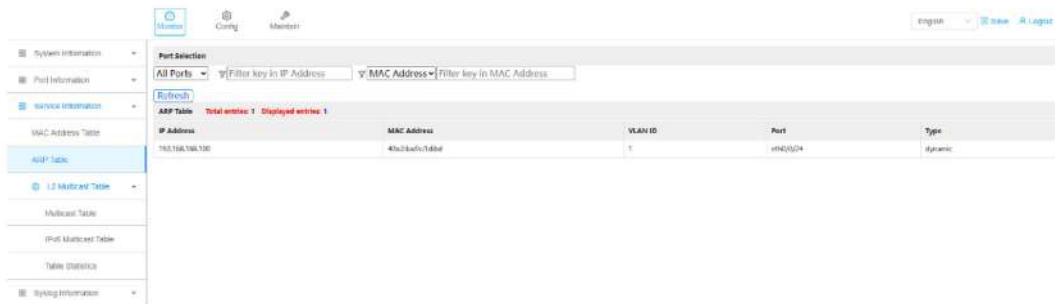 Monitor Config Maintain
English Save Logout
System Information
Port Information
Service Information
MAC Address Table
ARP Table
L2 Multicast Table
Multicast Table
IPv6 Multicast Table
Table Statistics
Syslog Information
Port Selection
All Ports Filter key in IP Address MAC Address Filter key in MAC Address
Refresh
ARP Table Total entries: 1 Displayed entries: 1
IP Address MAC Address VLAN ID Port Type
1 eth0/0/24 dynamic